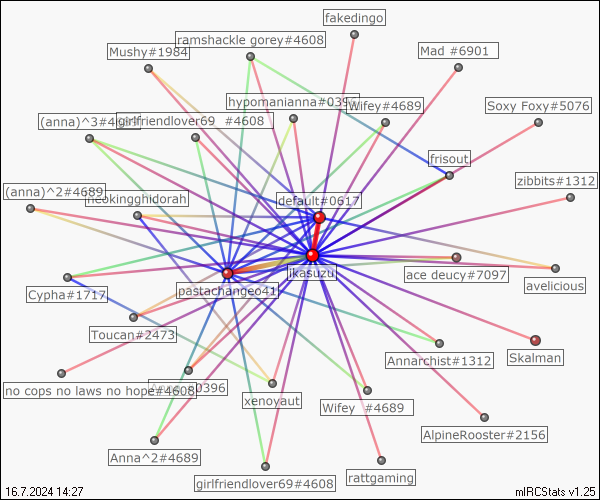 fakedingo
ramshackle gorey#4608
Mushy#1984
Mad #6901
hypomanianna#0396
Wifey#4689
Soxy Foxy#5076
(anna)^3#4689
girlfriendlover69 #4608
frisout
zibbits#1312
(anna)^2#4689
neokingghidorah
default#0617
ikasuzu
pastachangeo41
ace deucy#7097
avelicious
Cypha#1717
Toucan#2473
Annarchist#1312
Skalman
no cops no laws no hope#4608
0396
xenoyaut
Wifey #4689
AlpineRooster#2156
Anna^2#4689
girlfriendlover69#4608
rattgaming
16.7.2024 14:27
mIRCStats v1.25